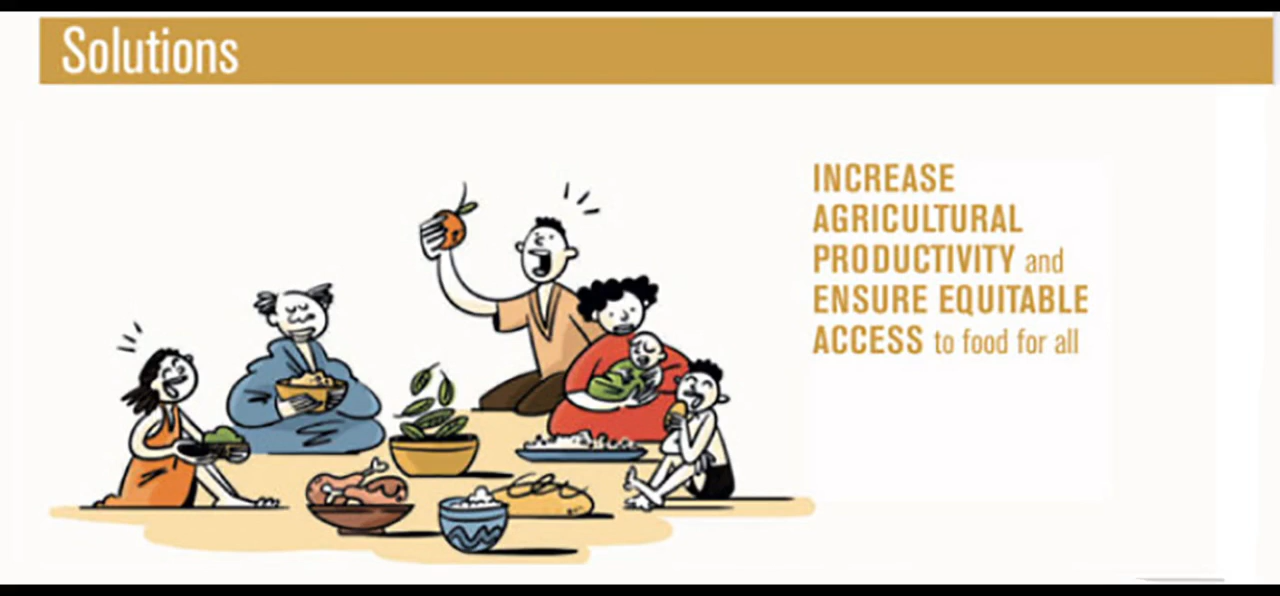 Solutions
INCREASE
AGRICULTURAL
PRODUCTIVITY and
ENSURE EQUITABLE
ACCESS to food for all